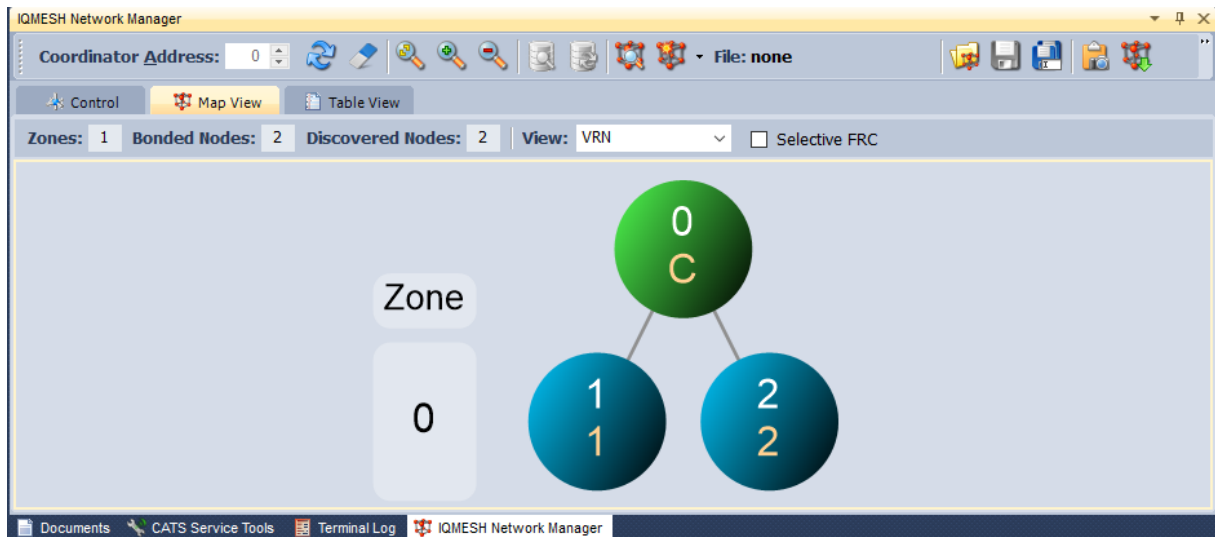 IQMESH Network Manager
Coordinator Address: 0 File: none
Control Map View Table View
Zones: 1 Bonded Nodes: 2 Discovered Nodes: 2 View: VRN Selective FRC
0
C
Zone
0
1
1
2
2
Documents CATS Service Tools Terminal Log IQMESH Network Manager